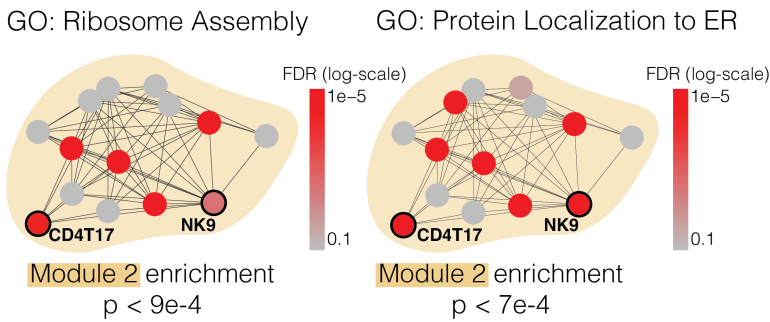 GO: Ribosome Assembly
FDR (log-scale)
1e−5
0.1
CD4T17
NK9
Module 2 enrichment
p < 9e-4
GO: Protein Localization to ER
FDR (log-scale)
1e−5
0.1
CD4T17
NK9
Module 2 enrichment
p < 7e-4